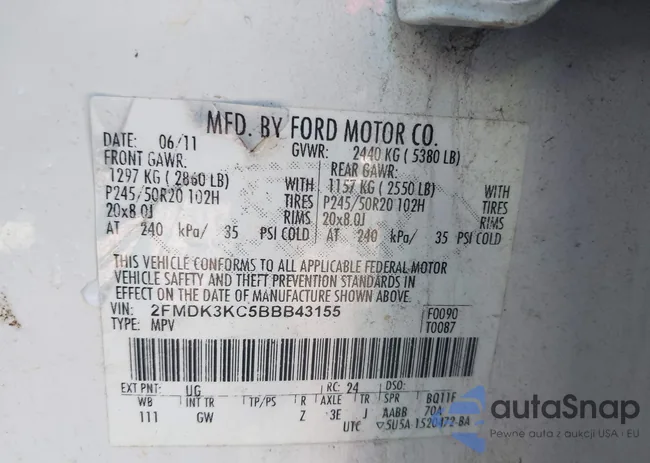 MFD. BY FORD MOTOR CO.
DATE: 06/11 GVWR: 2440 KG ( 5380 LB)
FRONT GAWR: REAR GAWR:
1297 KG ( 2860 LB) WITH 1157 KG ( 2550 LB) WITH
P245/50R20 102H TIRES P245/50R20 102H TIRES
20x8.0J RIMS 20x8.0J RIMS
AT 240 kPa/ 35 PSI COLD AT 240 kPa/ 35 PSI COLD
THIS VEHICLE CONFORMS TO ALL APPLICABLE FEDERAL MOTOR
VEHICLE SAFETY AND THEFT PREVENTION STANDARDS IN
EFFECT ON THE DATE OF MANUFACTURE SHOWN ABOVE.
VIN: 2FMDK3KC5BBB43155 F0090
TYPE: MPV T0087
EXT PNT: UG RC: 24 DSO:
WB INT TR TP/PS R AXLE TR SPR BQ11F
111 GW Z 3E J AABB 70A
UTC ▽5U5A 1520472-BA
autaSnap
Pewne auta z aukcji USA · EU